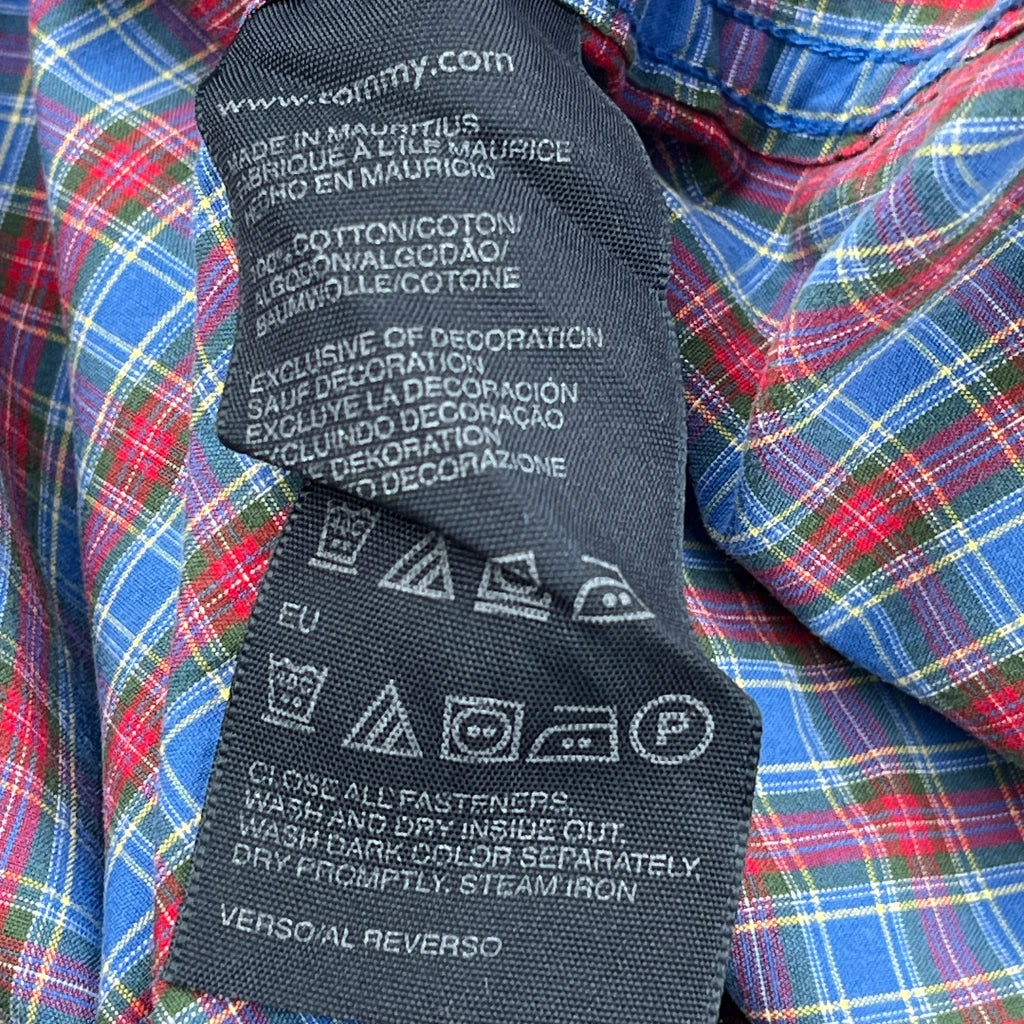 www.tommy.com
MADE IN MAURITIUS
FABRIQUÉ A L'ILE MAURICE
HECHO EN MAURICIO
100% COTTON/COTON/
ALGODÓN/ALGODÃO/
BAUMWOLLE/COTONE
EXCLUSIVE OF DECORATION
SAUF DECORATION
EXCLUYE LA DECORACIÓN
EXCLUINDO DECORAÇÃO
DEKORATION
DECORAZIONE
EU
P
CLOSE ALL FASTENERS.
WASH AND DRY INSIDE OUT.
WASH DARK COLOR SEPARATELY.
DRY PROMPTLY. STEAM IRON
VERSO/AL REVERSO